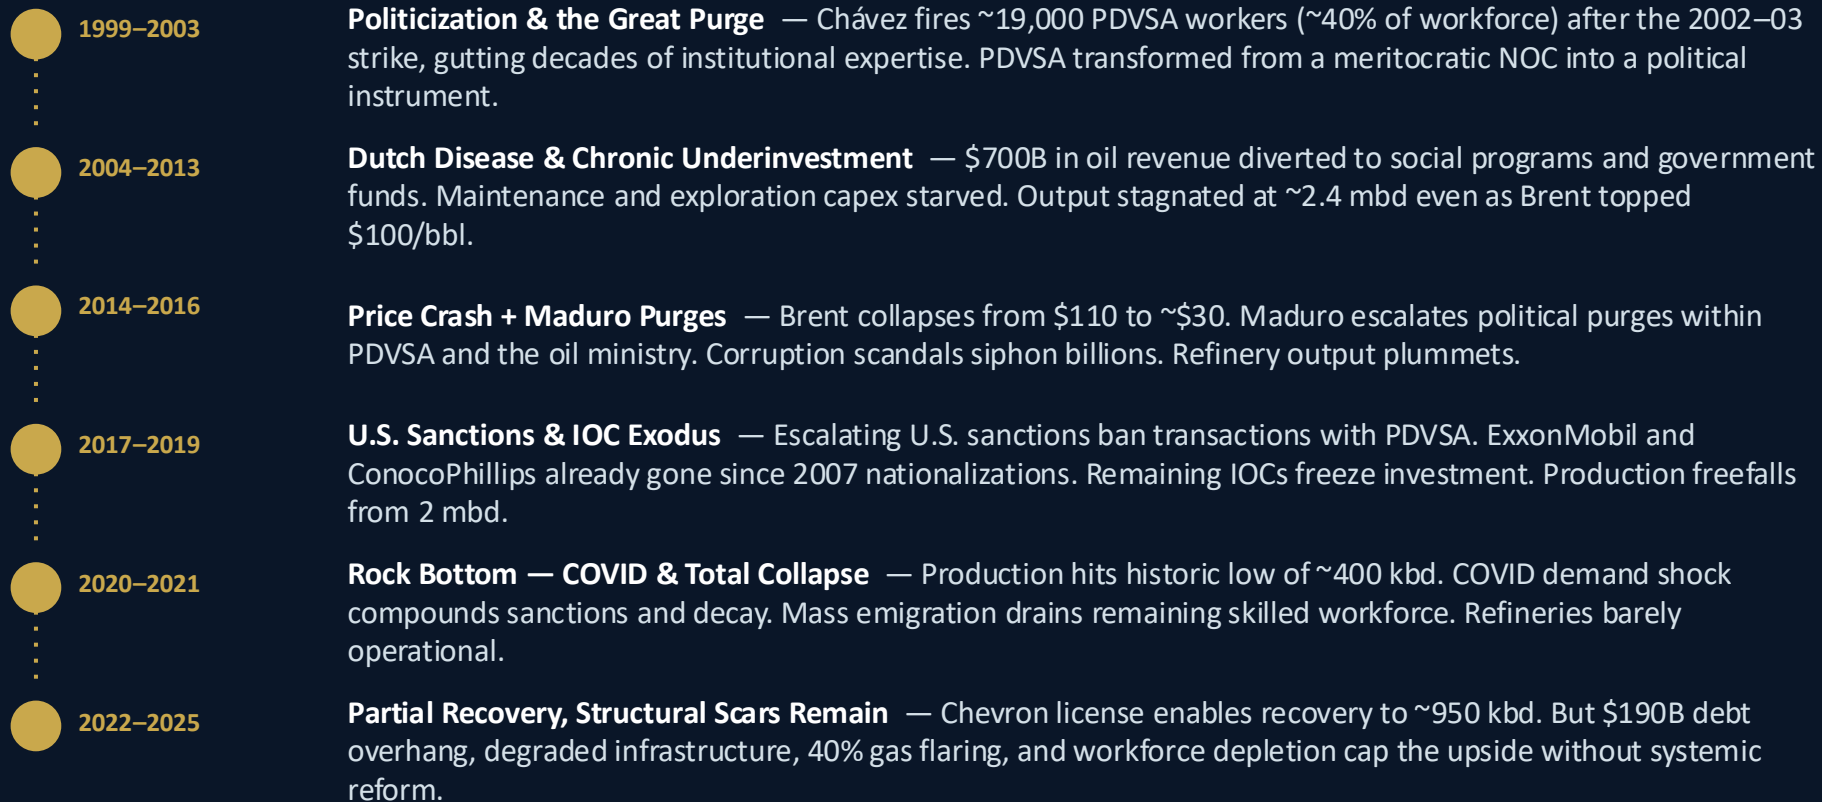 1999–2003
Politicization & the Great Purge — Chávez fires ~19,000 PDVSA workers (~40% of workforce) after the 2002–03
strike, gutting decades of institutional expertise. PDVSA transformed from a meritocratic NOC into a political
instrument.
2004–2013
Dutch Disease & Chronic Underinvestment — $700B in oil revenue diverted to social programs and government
funds. Maintenance and exploration capex starved. Output stagnated at ~2.4 mbd even as Brent topped
$100/bbl.
2014–2016
Price Crash + Maduro Purges — Brent collapses from $110 to ~$30. Maduro escalates political purges within
PDVSA and the oil ministry. Corruption scandals siphon billions. Refinery output plummets.
2017–2019
U.S. Sanctions & IOC Exodus — Escalating U.S. sanctions ban transactions with PDVSA. ExxonMobil and
ConocoPhillips already gone since 2007 nationalizations. Remaining IOCs freeze investment. Production freefalls
from 2 mbd.
2020–2021
Rock Bottom — COVID & Total Collapse — Production hits historic low of ~400 kbd. COVID demand shock
compounds sanctions and decay. Mass emigration drains remaining skilled workforce. Refineries barely
operational.
2022–2025
Partial Recovery, Structural Scars Remain — Chevron license enables recovery to ~950 kbd. But $190B debt
overhang, degraded infrastructure, 40% gas flaring, and workforce depletion cap the upside without systemic
reform.